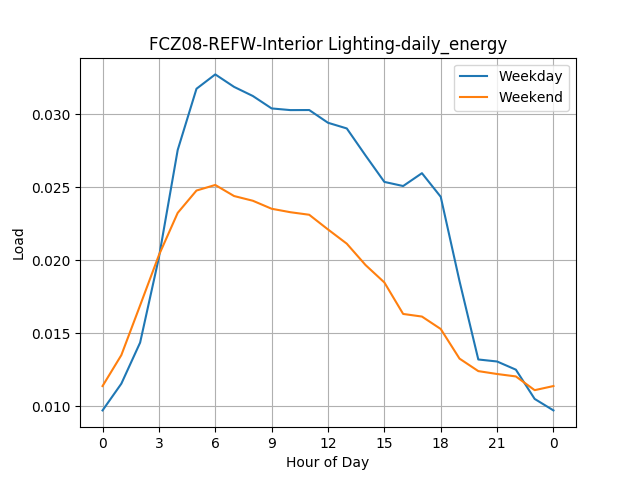 FCZ08-REFW-Interior Lighting-daily_energy
Weekday
Weekend
Load
0.030
0.025
0.020
0.015
0.010
0 3 6 9 12 15 18 21 0
Hour of Day